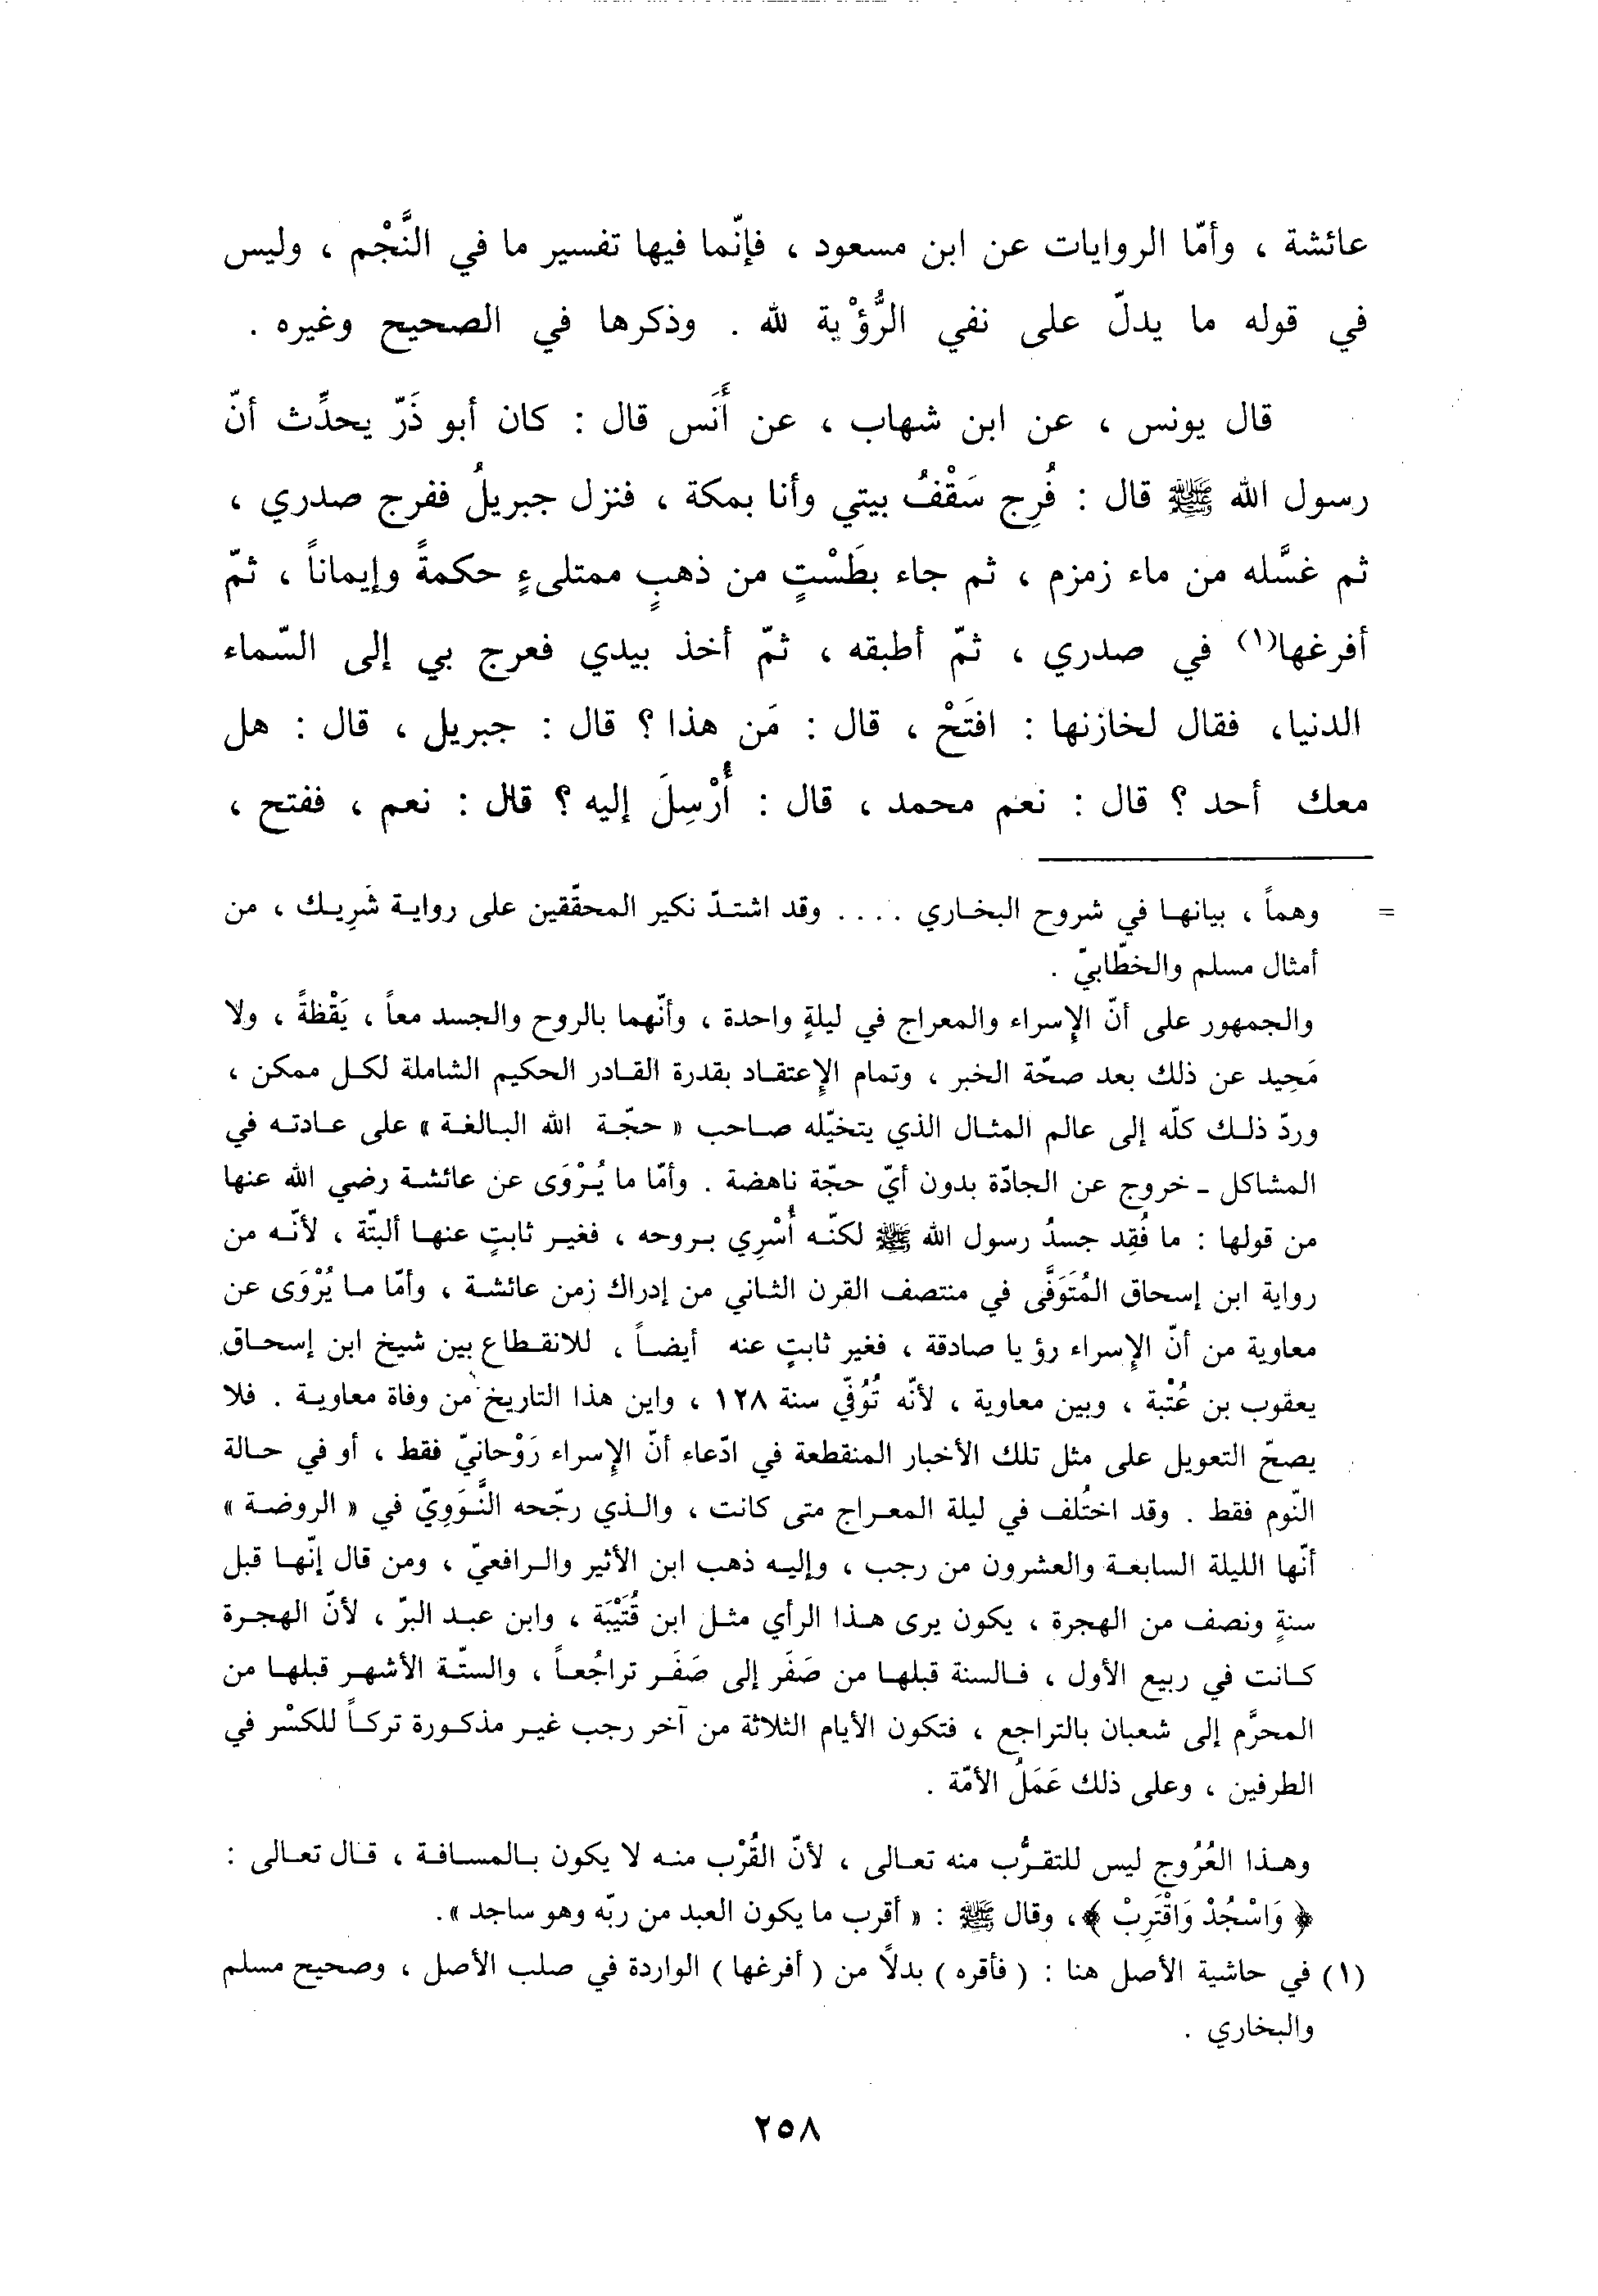 عائشة ، وأمّا الروايات عن ابن مسعود ، فإنّما فيها تفسير ما في النَّجْم ، وليس
في قوله ما يدلّ على نفي الرُّؤْية لله . وذكرها في الصحيح وغيره .
قال يونس ، عن ابن شهاب ، عن أَنَس قال : كان أبو ذَرّ يحدِّث أنّ
رسول الله ﷺ قال : فُرِج سَقْفُ بيتي وأنا بمكة ، فنزل جبريلُ ففرج صدري ،
ثم غسَّله من ماء زمزم ، ثم جاء بطَسْتٍ من ذهبٍ ممتلىءٍ حكمةً وإيماناً ، ثمّ
أفرغها(١) في صدري ، ثمّ أطبقه ، ثمّ أخذ بيدي فعرج بي إلى السّماء
الدنيا، فقال لخازنها : افتَحْ ، قال : مَن هذا ؟ قال : جبريل ، قال : هل
معك أحد ؟ قال : نعم محمد ، قال : أُرْسِلَ إليه ؟ قال : نعم ، ففتح ،
= وهماً ، بيانها في شروح البخاري .... وقد اشتدّ نكير المحقّقين على رواية شَرِيك ، من
أمثال مسلم والخطّابيّ .
والجمهور على أنّ الإسراء والمعراج في ليلةٍ واحدة ، وأنّهما بالروح والجسد معاً ، يَقْظةً ، ولا
مَحِيد عن ذلك بعد صحّة الخبر ، وتمام الإعتقاد بقدرة القادر الحكيم الشاملة لكل ممكن ،
وردّ ذلك كلّه إلى عالم المثال الذي يتخيّله صاحب « حجّة الله البالغة » على عادته في
المشاكل - خروج عن الجادّة بدون أيّ حجّة ناهضة . وأمّا ما يُرْوَى عن عائشة رضي الله عنها
من قولها : ما فُقِد جسدُ رسول الله ﷺ لكنّه أُسْرِي بروحه ، فغير ثابتٍ عنها ألبتّة ، لأنّه من
رواية ابن إسحاق المُتَوَفَّى في منتصف القرن الثاني من إدراك زمن عائشة ، وأمّا ما يُرْوَى عن
معاوية من أنّ الإسراء رؤيا صادقة ، فغير ثابتٍ عنه أيضاً ، للانقطاع بين شيخ ابن إسحاق
يعقوب بن عُتْبة ، وبين معاوية ، لأنّه تُوُفّي سنة ١٢٨ ، واين هذا التاريخ من وفاة معاوية . فلا
يصحّ التعويل على مثل تلك الأخبار المنقطعة في ادّعاء أنّ الإسراء رَوْحانيّ فقط ، أو في حالة
النّوم فقط . وقد اختُلف في ليلة المعراج متى كانت ، والذي رجّحه النَّوَوِيّ في « الروضة »
أنّها الليلة السابعة والعشرون من رجب ، وإليه ذهب ابن الأثير والرافعيّ ، ومن قال إنّها قبل
سنةٍ ونصف من الهجرة ، يكون يرى هذا الرأي مثل ابن قُتَيْبَة ، وابن عبد البرّ ، لأنّ الهجرة
كانت في ربيع الأول ، فالسنة قبلها من صَفَر إلى صَفَر تراجُعاً ، والستّة الأشهر قبلها من
المحرَّم إلى شعبان بالتراجع ، فتكون الأيام الثلاثة من آخر رجب غير مذكورة تركاً للكسْر في
الطرفين ، وعلى ذلك عَمَلُ الأمّة .
وهذا العُرُوج ليس للتقرُّب منه تعالى ، لأنّ القُرْب منه لا يكون بالمسافة ، قال تعالى :
﴿ وَاسْجُدْ وَاقْتَرِبْ ﴾، وقال ﷺ : « أقرب ما يكون العبد من ربّه وهو ساجد ».
(١) في حاشية الأصل هنا : ( فأقره ) بدلاً من ( أفرغها ) الواردة في صلب الأصل ، وصحيح مسلم
والبخاري .
٢٥٨